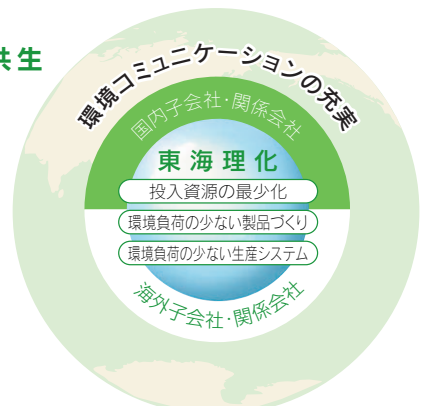 共生
環境コミュニケーションの充実
国内子会社・関係会社
東海理化
投入資源の最少化
環境負荷の少ない製品づくり
環境負荷の少ない生産システム
海外子会社・関係会社